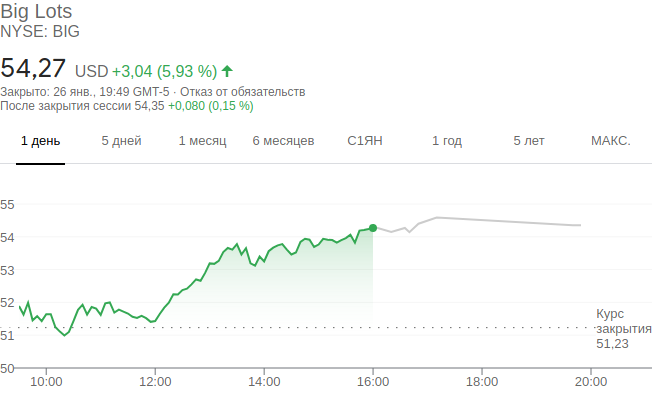 Big Lots
NYSE: BIG
54,27 USD +3,04 (5,93 %)
Закрыто: 26 янв., 19:49 GMT-5 · Отказ от обязательств
После закрытия сессии 54,35 +0,080 (0,15 %)
1 день 5 дней 1 месяц 6 месяцев С1ЯН 1 год 5 лет МАКС.
55
54
53
52
Курс
закрытия
51,23
51
50
10:00 12:00 14:00 16:00 18:00 20:00